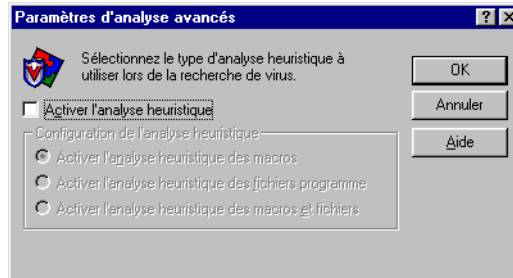 Paramètres d'analyse avancés
Sélectionnez le type d'analyse heuristique à
utiliser lors de la recherche de virus.
OK
Activer l'analyse heuristique
Annuler
Configuration de l'analyse heuristique
Aide
Activer l'analyse heuristique des macros
Activer l'analyse heuristique des fichiers programme
Activer l'analyse heuristique des macros et fichiers